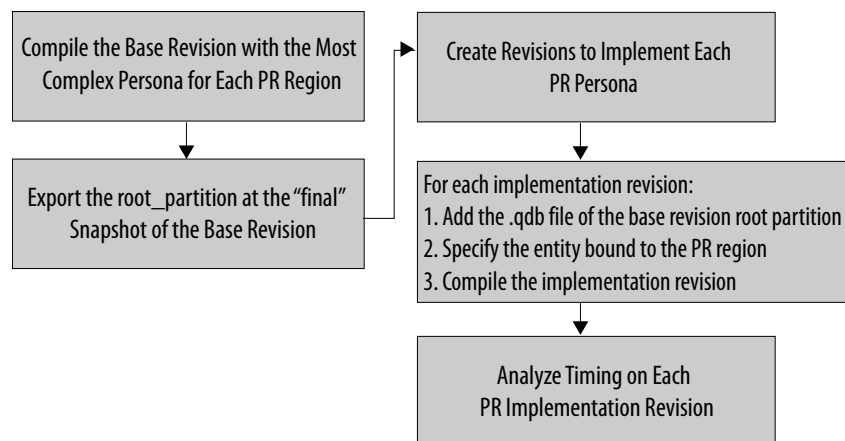 Compile the Base Revision with the Most
Complex Persona for Each PR Region
Export the root_partition at the “final”
Snapshot of the Base Revision
Create Revisions to Implement Each
PR Persona
For each implementation revision:
1. Add the .qdb file of the base revision root partition
2. Specify the entity bound to the PR region
3. Compile the implementation revision
Analyze Timing on Each
PR Implementation Revision